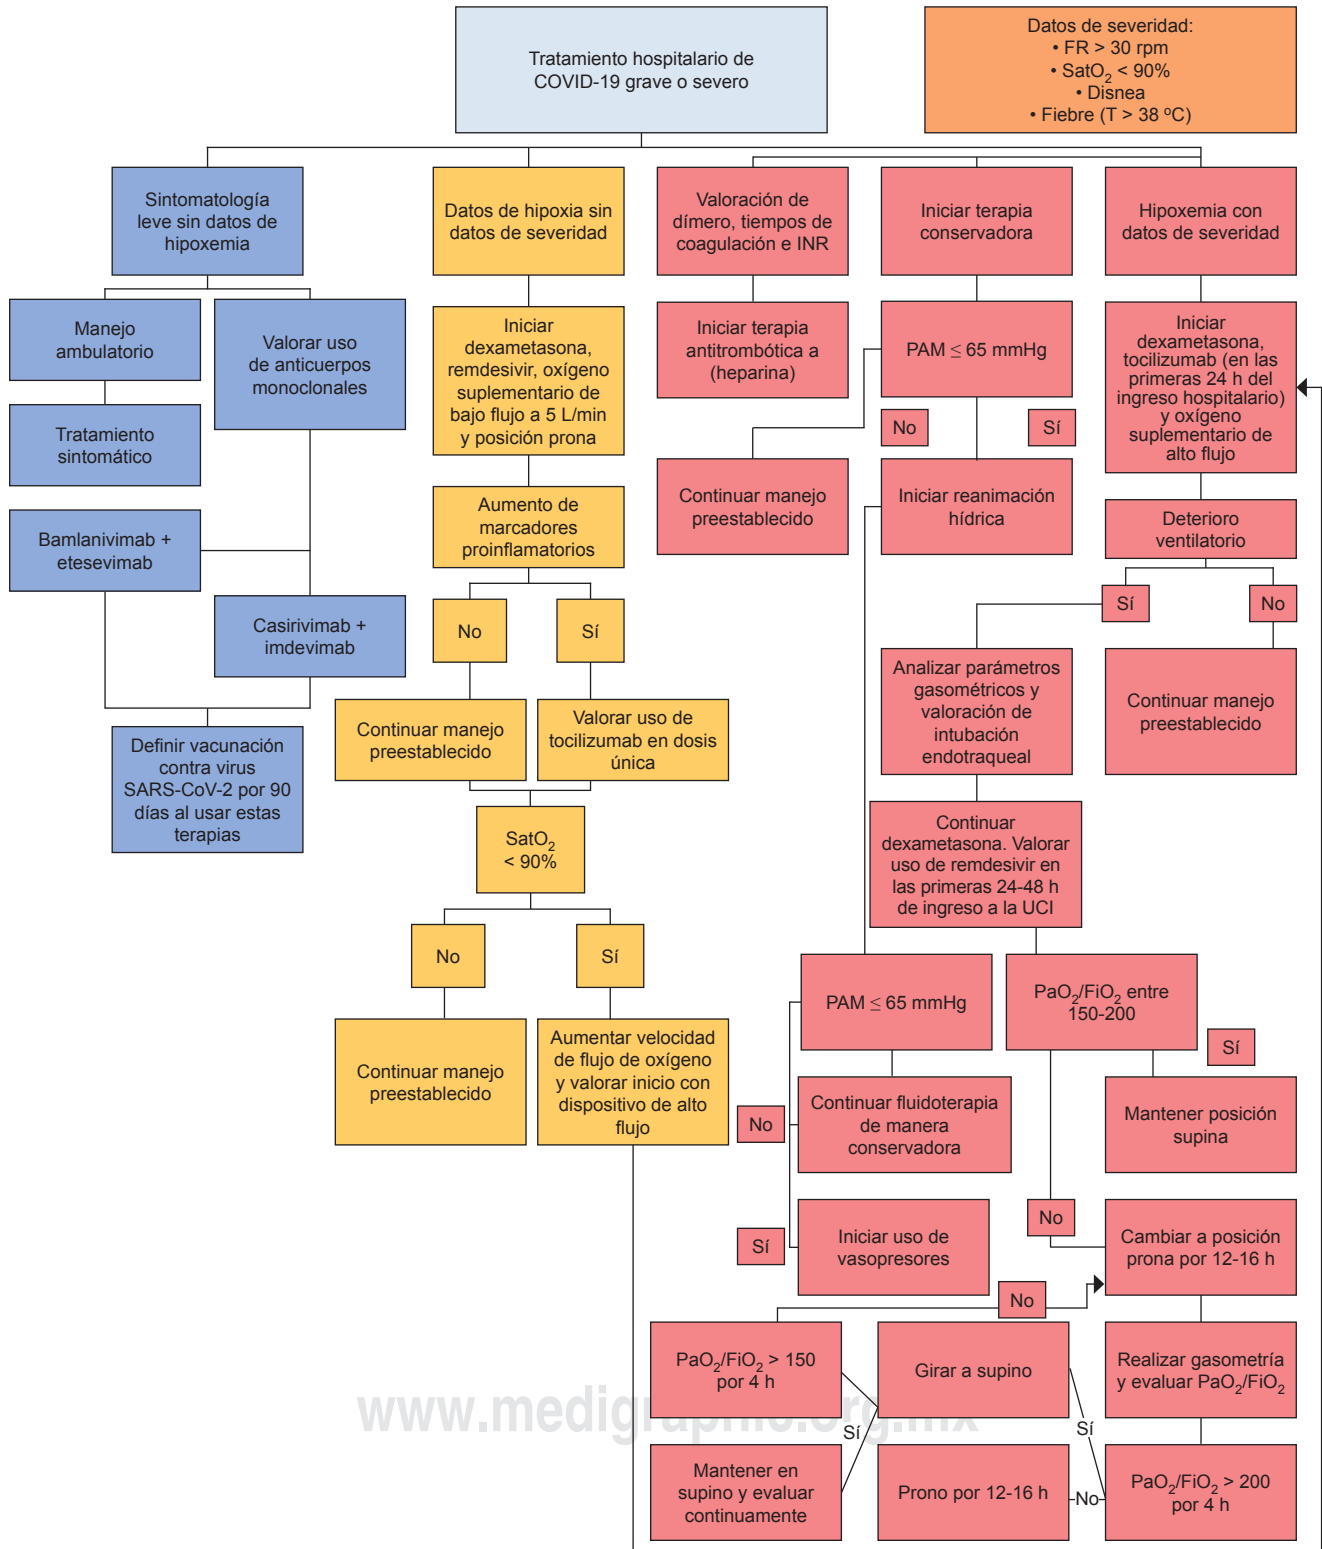 Tratamiento hospitalario de
COVID-19 grave o severo
Datos de severidad:
• FR > 30 rpm
• SatO₂ < 90%
• Disnea
• Fiebre (T > 38 ºC)
Sintomatología
leve sin datos de
hipoxemia
Datos de hipoxia sin
datos de severidad
Valoración de
dímero, tiempos de
coagulación e INR
Iniciar terapia
conservadora
Hipoxemia con
datos de severidad
Manejo
ambulatorio
Valorar uso
de anticuerpos
monoclonales
Iniciar
dexametasona,
remdesivir, oxígeno
suplementario de
bajo flujo a 5 L/min
y posición prona
Iniciar terapia
antitrombótica a
(heparina)
PAM ≤ 65 mmHg
Iniciar
dexametasona,
tocilizumab (en las
primeras 24 h del
ingreso hospitalario)
y oxígeno
suplementario de
alto flujo
Tratamiento
sintomático
No
Sí
Continuar manejo
preestablecido
Iniciar reanimación
hídrica
Aumento de
marcadores
proinflamatorios
Deterioro
ventilatorio
Bamlanivimab +
etesevimab
Casirivimab +
imdevimab
No
Sí
Sí
No
Analizar parámetros
gasométricos y
valoración de
intubación
endotraqueal
Continuar manejo
preestablecido
Continuar manejo
preestablecido
Valorar uso de
tocilizumab en dosis
única
Definir vacunación
contra virus
SARS-CoV-2 por 90
días al usar estas
terapias
SatO₂
< 90%
Continuar
dexametasona. Valorar
uso de remdesivir en
las primeras 24-48 h
de ingreso a la UCI
No
Sí
PAM ≤ 65 mmHg
PaO₂/FiO₂ entre
150-200
Sí
Continuar manejo
preestablecido
Aumentar velocidad
de flujo de oxígeno
y valorar inicio con
dispositivo de alto
flujo
No
Continuar fluidoterapia
de manera
conservadora
Mantener posición
supina
No
Sí
Iniciar uso de
vasopresores
Cambiar a posición
prona por 12-16 h
No
PaO₂/FiO₂ > 150
por 4 h
Girar a supino
Realizar gasometría
y evaluar PaO₂/FiO₂
www.medigraphic.org.mx
Sí
Sí
Mantener en
supino y evaluar
continuamente
Prono por 12-16 h
No
PaO₂/FiO₂ > 200
por 4 h